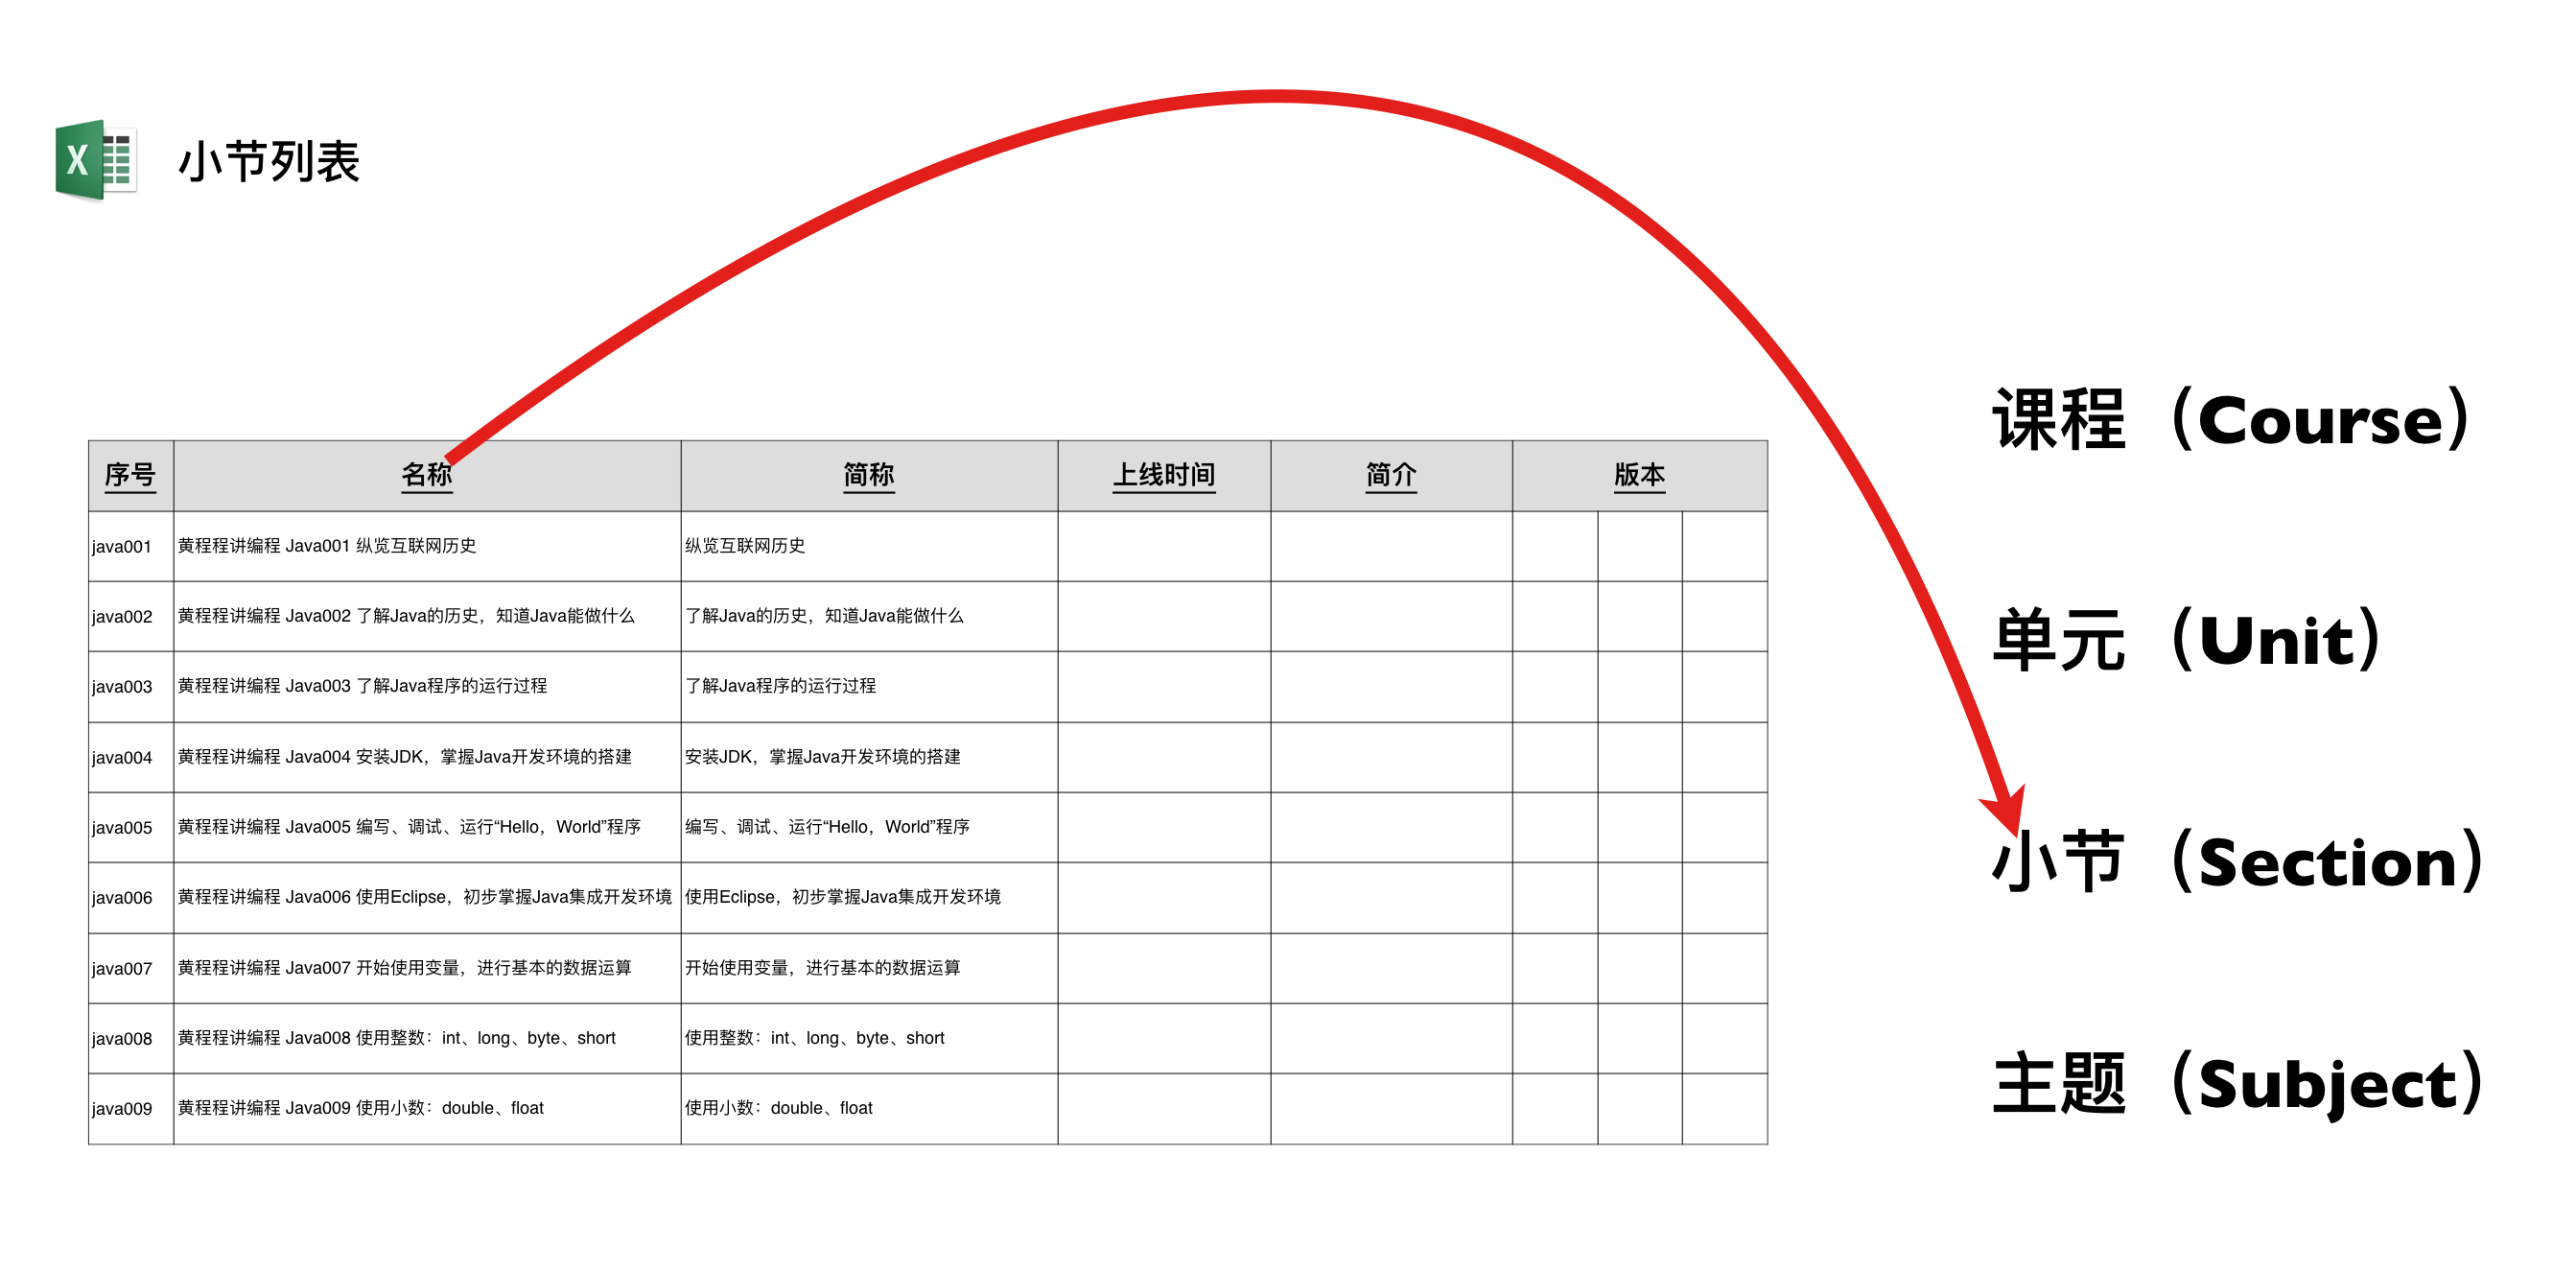 X
小节列表
序号 名称 简称 上线时间 简介 版本
java001 黄程程讲编程 Java001 纵览互联网历史 纵览互联网历史
java002 黄程程讲编程 Java002 了解Java的历史，知道Java能做什么 了解Java的历史，知道Java能做什么
java003 黄程程讲编程 Java003 了解Java程序的运行过程 了解Java程序的运行过程
java004 黄程程讲编程 Java004 安装JDK，掌握Java开发环境的搭建 安装JDK，掌握Java开发环境的搭建
java005 黄程程讲编程 Java005 编写、调试、运行“Hello，World”程序 编写、调试、运行“Hello，World”程序
java006 黄程程讲编程 Java006 使用Eclipse，初步掌握Java集成开发环境 使用Eclipse，初步掌握Java集成开发环境
java007 黄程程讲编程 Java007 开始使用变量，进行基本的数据运算 开始使用变量，进行基本的数据运算
java008 黄程程讲编程 Java008 使用整数：int、long、byte、short 使用整数：int、long、byte、short
java009 黄程程讲编程 Java009 使用小数：double、float 使用小数：double、float
课程（Course）
单元（Unit）
小节（Section）
主题（Subject）